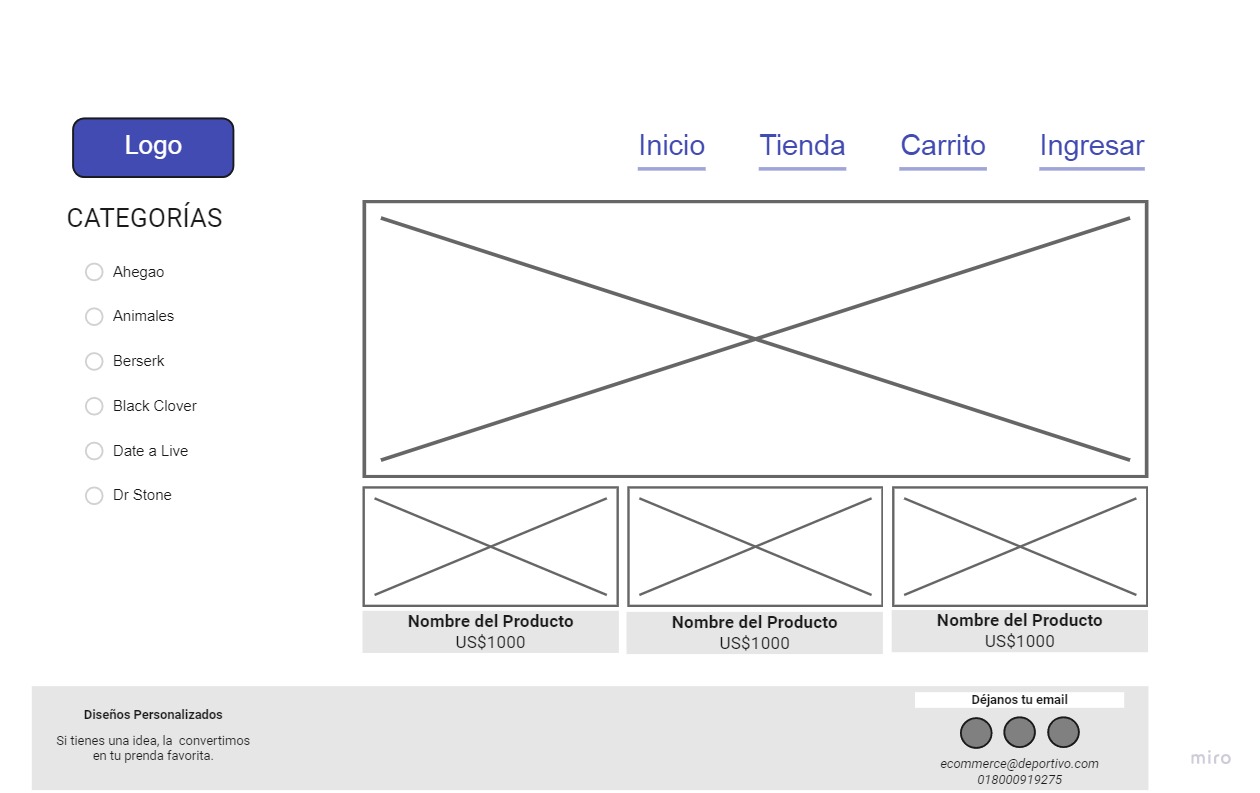 Logo
Inicio
Tienda
Carrito
Ingresar
CATEGORÍAS
Ahegao
Animales
Berserk
Black Clover
Date a Live
Dr Stone
Nombre del Producto
US$1000
Nombre del Producto
US$1000
Nombre del Producto
US$1000
Diseños Personalizados
Si tienes una idea, la convertimos
en tu prenda favorita.
Déjanos tu email
ecommerce@deportivo.com
018000919275
miro